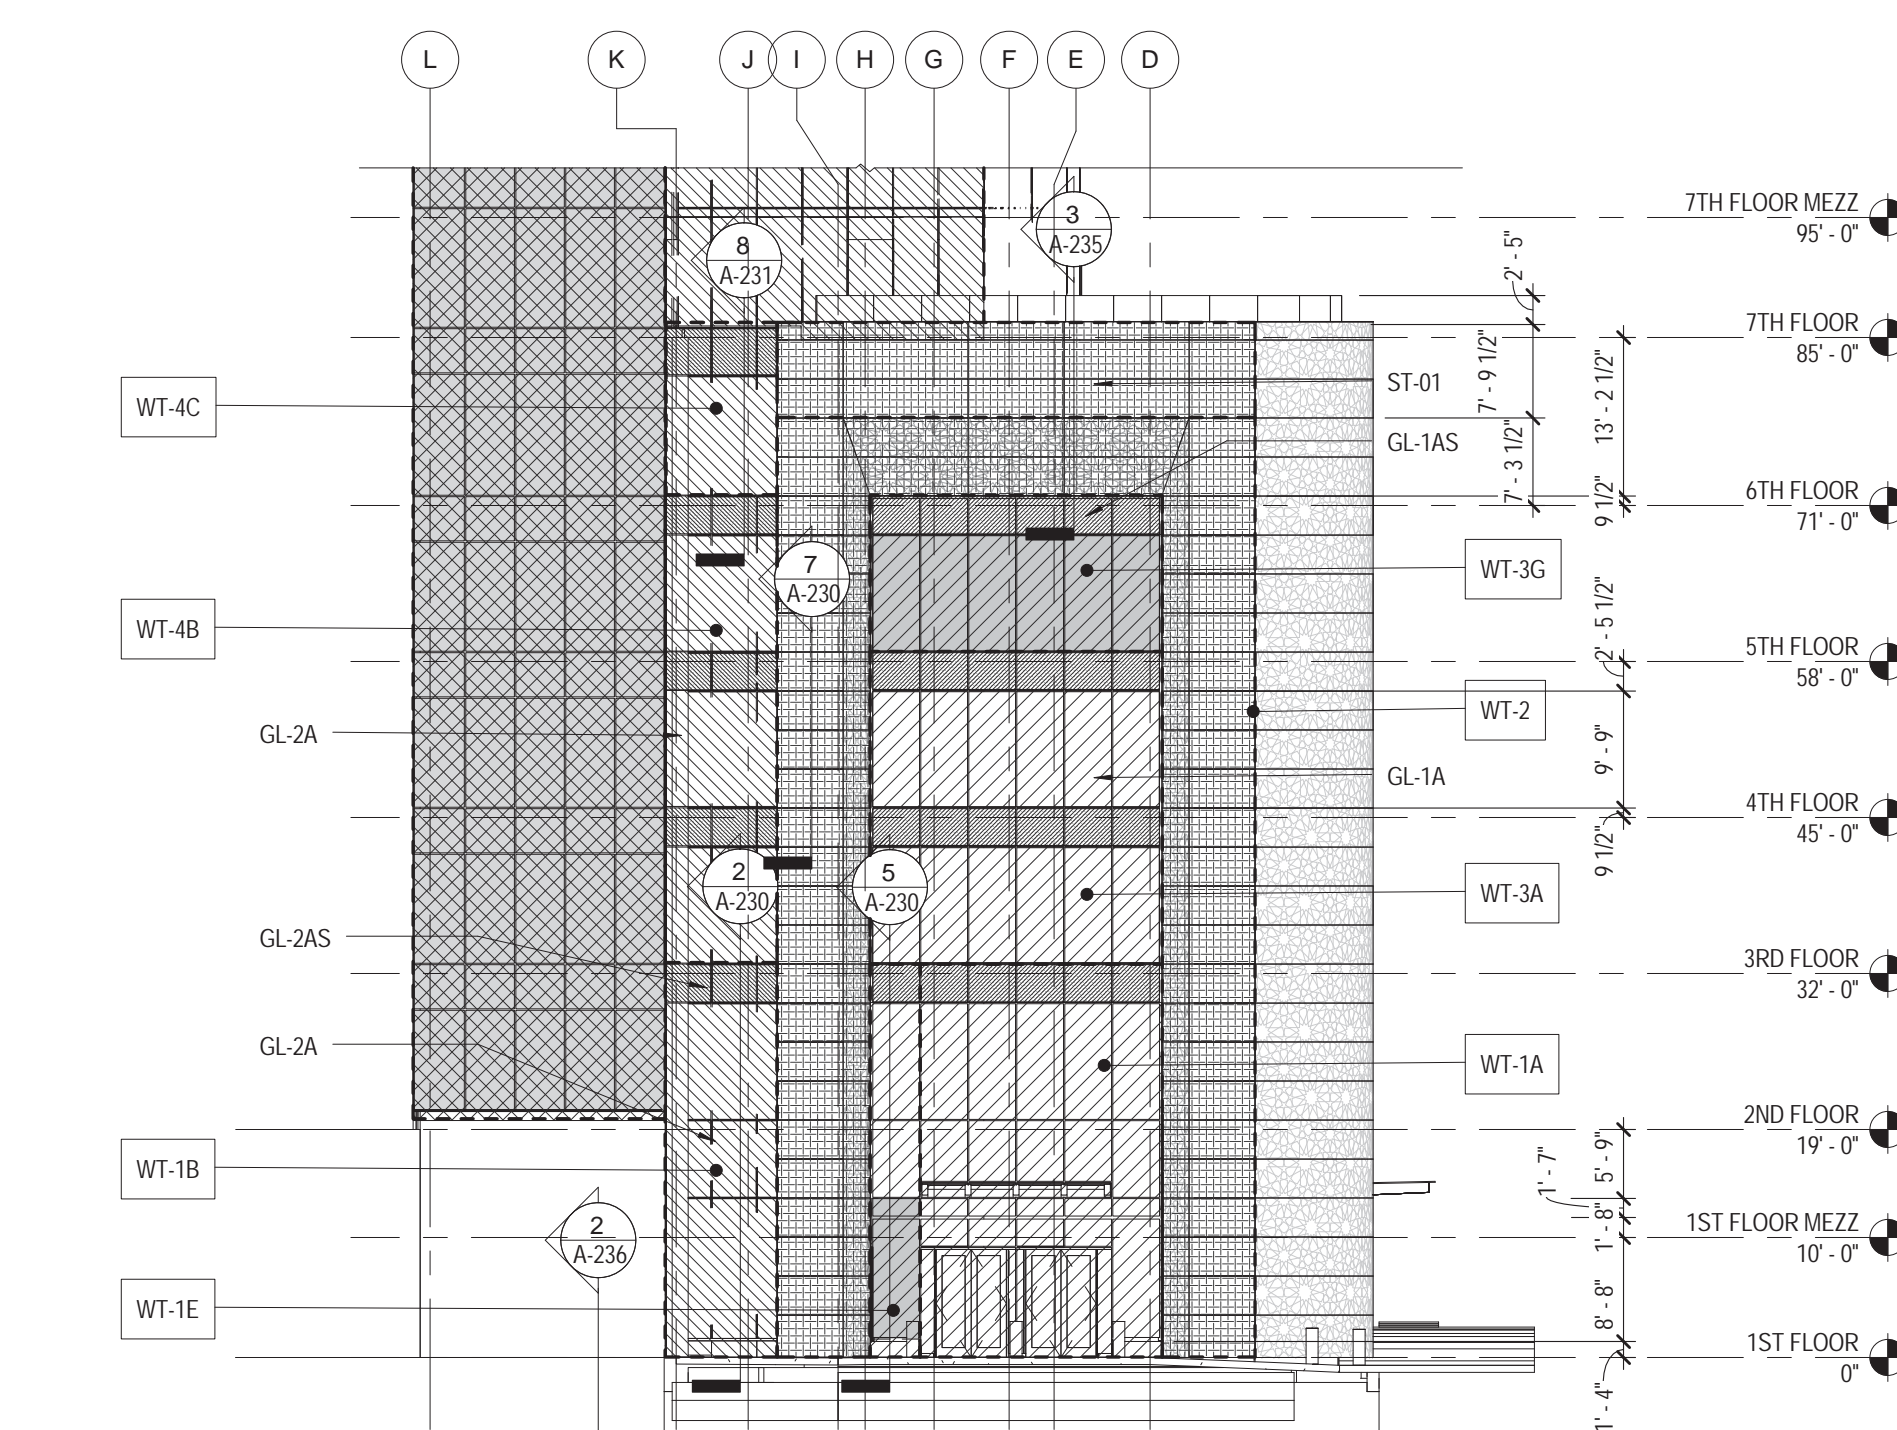 L
K
J
I
H
G
F
E
D
7TH FLOOR MEZZ
95' - 0"
3
A-235
8
A-231
2' - 5"
7TH FLOOR
85' - 0"
7' - 9 1/2"
13' - 2 1/2"
ST-01
WT-4C
GL-1AS
7' - 3 1/2"
9 1/2"
6TH FLOOR
71' - 0"
7
A-230
WT-3G
WT-4B
2' - 5 1/2"
5TH FLOOR
58' - 0"
WT-2
GL-2A
9' - 9"
GL-1A
4TH FLOOR
45' - 0"
9 1/2"
2
A-230
5
A-230
WT-3A
GL-2AS
3RD FLOOR
32' - 0"
GL-2A
WT-1A
2ND FLOOR
19' - 0"
WT-1B
1' - 7"
5' - 9"
2
A-236
1' - 8"
1ST FLOOR MEZZ
10' - 0"
WT-1E
8' - 8"
1ST FLOOR
0"
1' - 4"